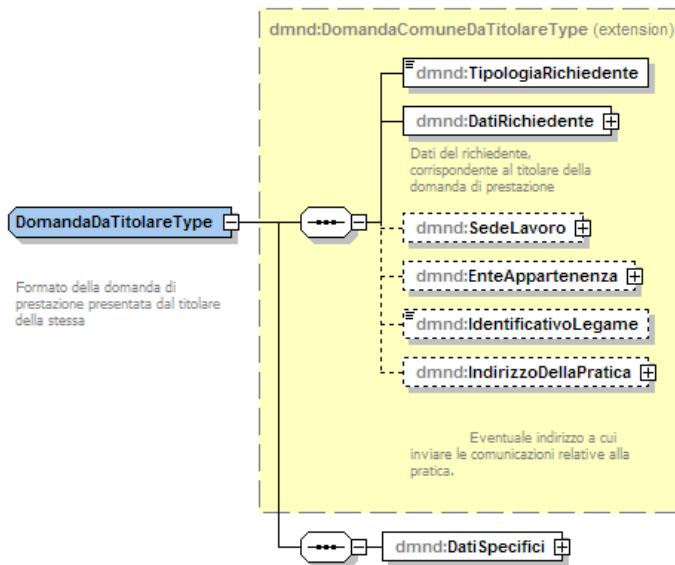 dmnd:DomandaComuneDaTitolareType (extension)
dmnd:TipologiaRichiedente
dmnd:DatiRichiedente
Dati del richiedente,
corrispondente al titolare della
domanda di prestazione
DomandaDaTitolareType
Formato della domanda di
prestazione presentata dal titolare
della stessa
dmnd:SedeLavoro
dmnd:EnteAppartenenza
dmnd:IdentificativoLegame
dmnd:IndirizzoDellaPratica
Eventuale indirizzo a cui
inviare le comunicazioni relative alla
pratica.
dmnd:DatiSpecifici